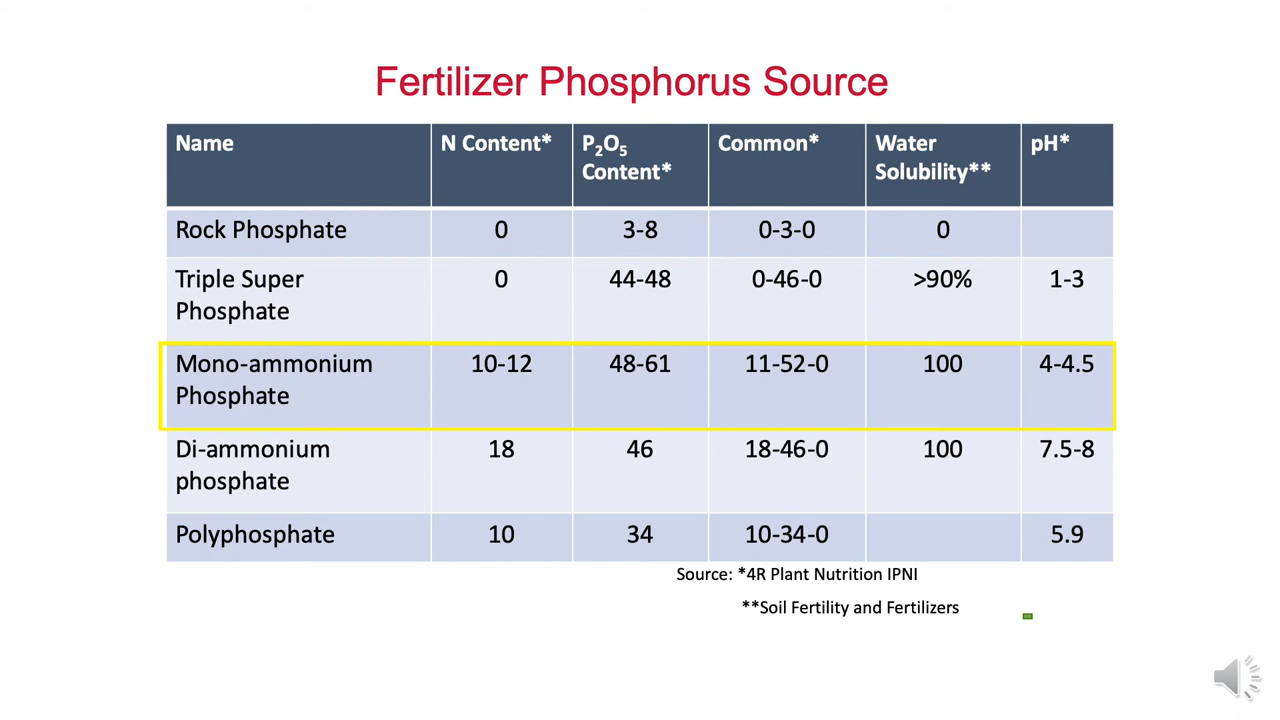 Fertilizer Phosphorus Source
Name N Content* P₂O₅ Content* Common* Water Solubility** pH*
Rock Phosphate 0 3-8 0-3-0 0
Triple Super Phosphate 0 44-48 0-46-0 >90% 1-3
Mono-ammonium Phosphate 10-12 48-61 11-52-0 100 4-4.5
Di-ammonium phosphate 18 46 18-46-0 100 7.5-8
Polyphosphate 10 34 10-34-0 5.9
Source: *4R Plant Nutrition IPNI
**Soil Fertility and Fertilizers